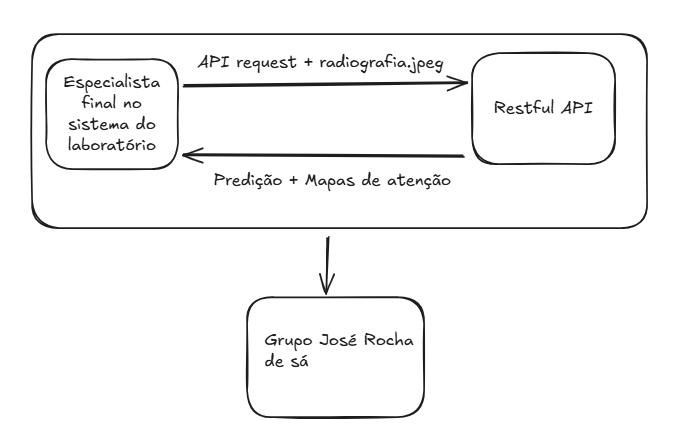 API request + radiografia.jpeg
Especialista
final no
sistema do
laboratório
Restful API
Predição + Mapas de atenção
Grupo José Rocha
de sá